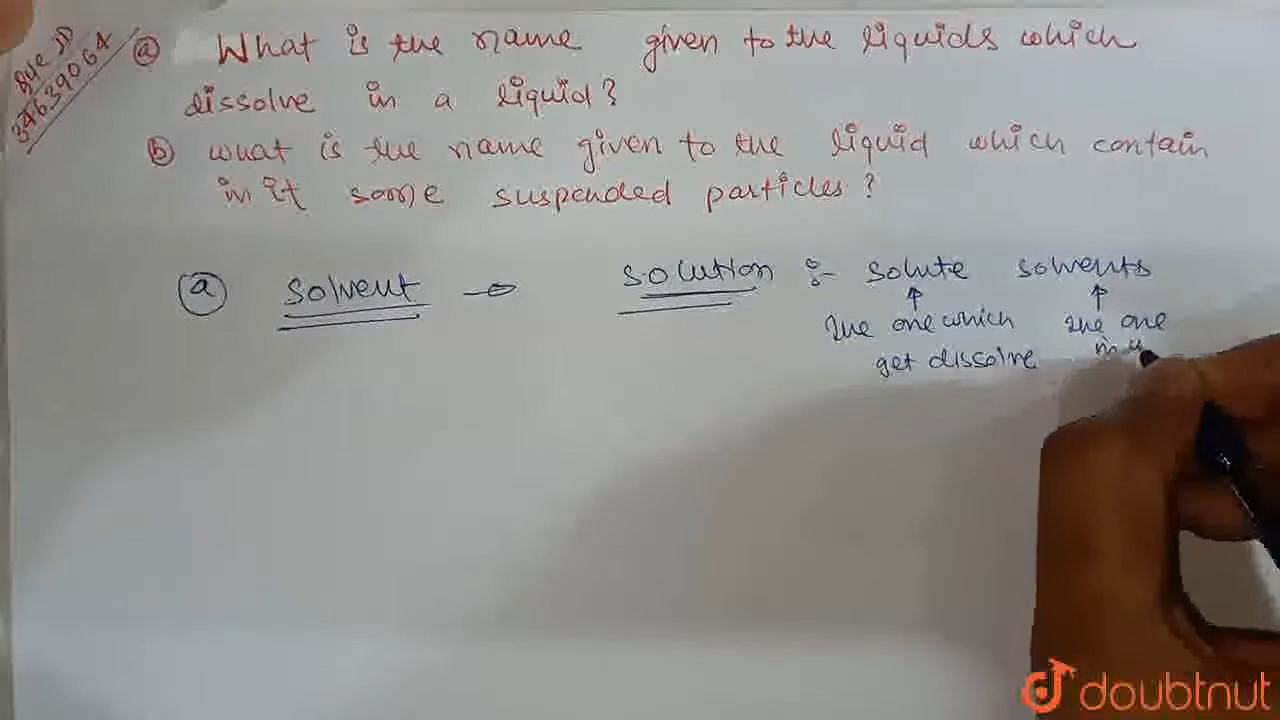 34639064
(a) What is the name given to the liquids which
dissolve in a liquid?
(b) what is the name given to the liquid which contain
in it some suspended particles?
(a) Solvent → solution :- solute solvents
↑ ↑
the one which the one
get dissolve in
doubtnut